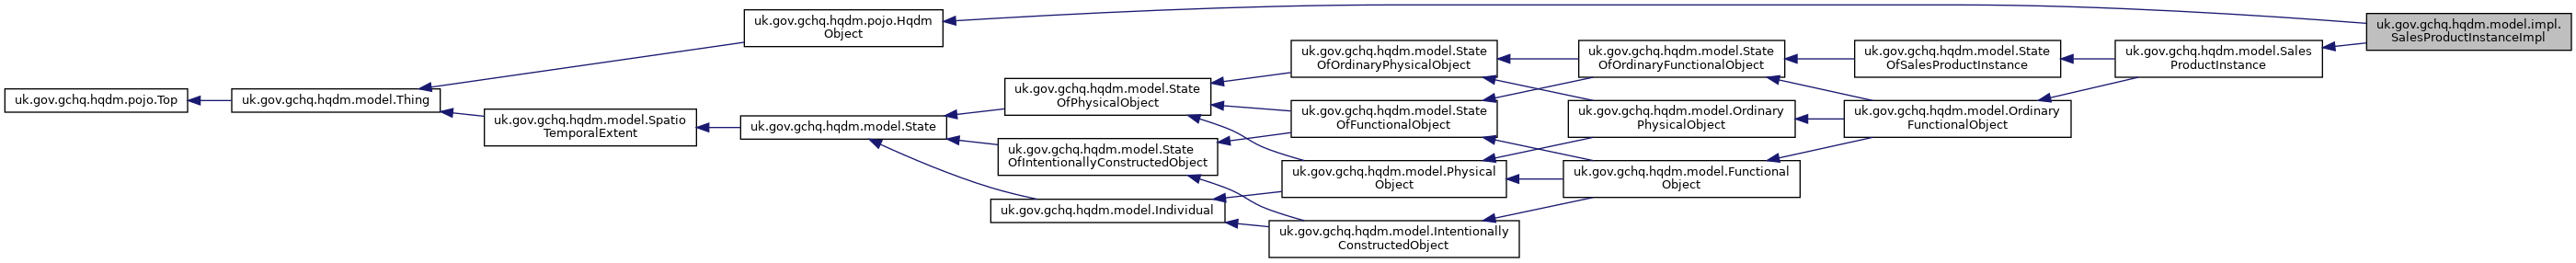 uk.gov.gchq.hqdm.pojo.Top
uk.gov.gchq.hqdm.model.Thing
uk.gov.gchq.hqdm.pojo.Hqdm
Object
uk.gov.gchq.hqdm.model.Spatio
TemporalExtent
uk.gov.gchq.hqdm.model.State
uk.gov.gchq.hqdm.model.State
OfPhysicalObject
uk.gov.gchq.hqdm.model.State
OfIntentionallyConstructedObject
uk.gov.gchq.hqdm.model.Individual
uk.gov.gchq.hqdm.model.State
OfOrdinaryPhysicalObject
uk.gov.gchq.hqdm.model.State
OfFunctionalObject
uk.gov.gchq.hqdm.model.Physical
Object
uk.gov.gchq.hqdm.model.Intentionally
ConstructedObject
uk.gov.gchq.hqdm.model.State
OfOrdinaryFunctionalObject
uk.gov.gchq.hqdm.model.Ordinary
PhysicalObject
uk.gov.gchq.hqdm.model.Functional
Object
uk.gov.gchq.hqdm.model.State
OfSalesProductInstance
uk.gov.gchq.hqdm.model.Ordinary
FunctionalObject
uk.gov.gchq.hqdm.model.Sales
ProductInstance
uk.gov.gchq.hqdm.model.impl.
SalesProductInstanceImpl